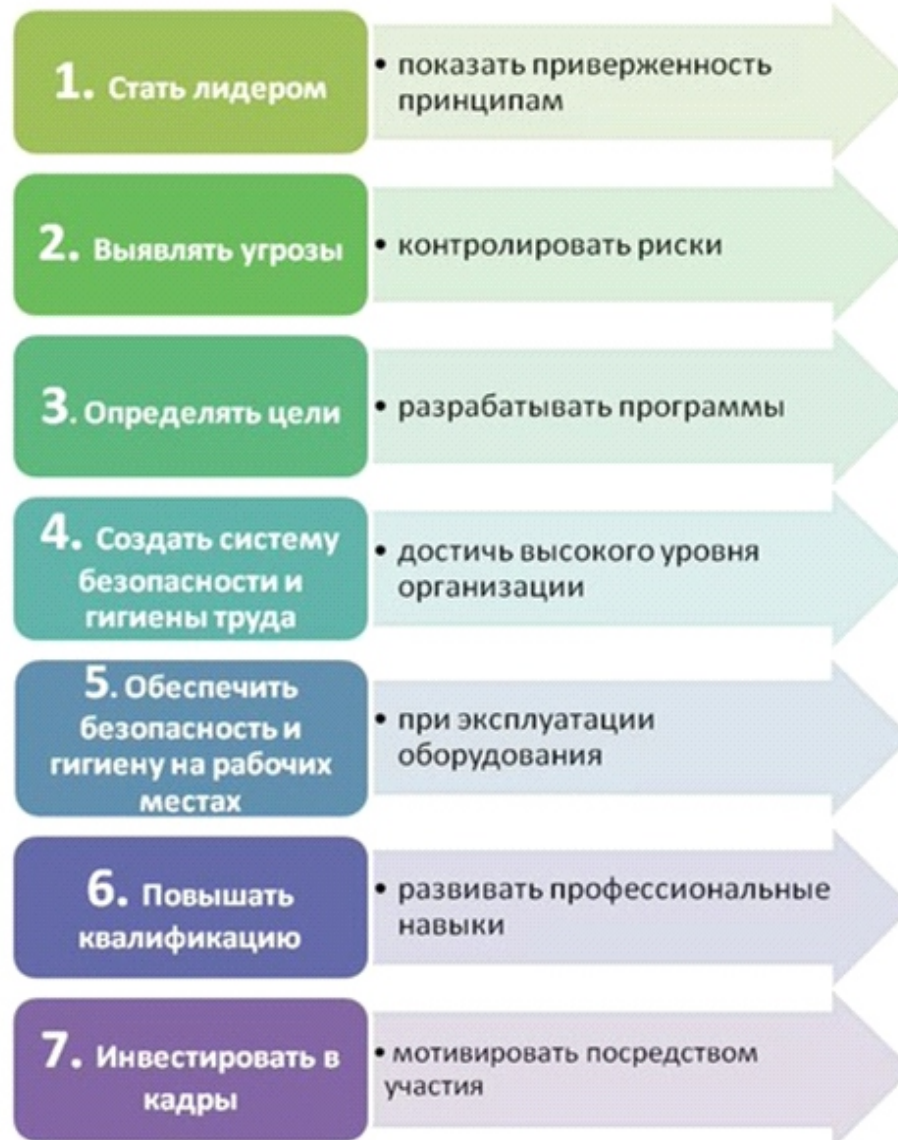 1. Стать лидером
• показать приверженность
принципам
2. Выявлять угрозы
• контролировать риски
3. Определять цели
• разрабатывать программы
4. Создать систему
безопасности и
гигиены труда
• достичь высокого уровня
организации
5. Обеспечить
безопасность и
гигиену на рабочих
местах
• при эксплуатации
оборудования
6. Повышать
квалификацию
• развивать профессиональные
навыки
7. Инвестировать в
кадры
• мотивировать посредством
участия